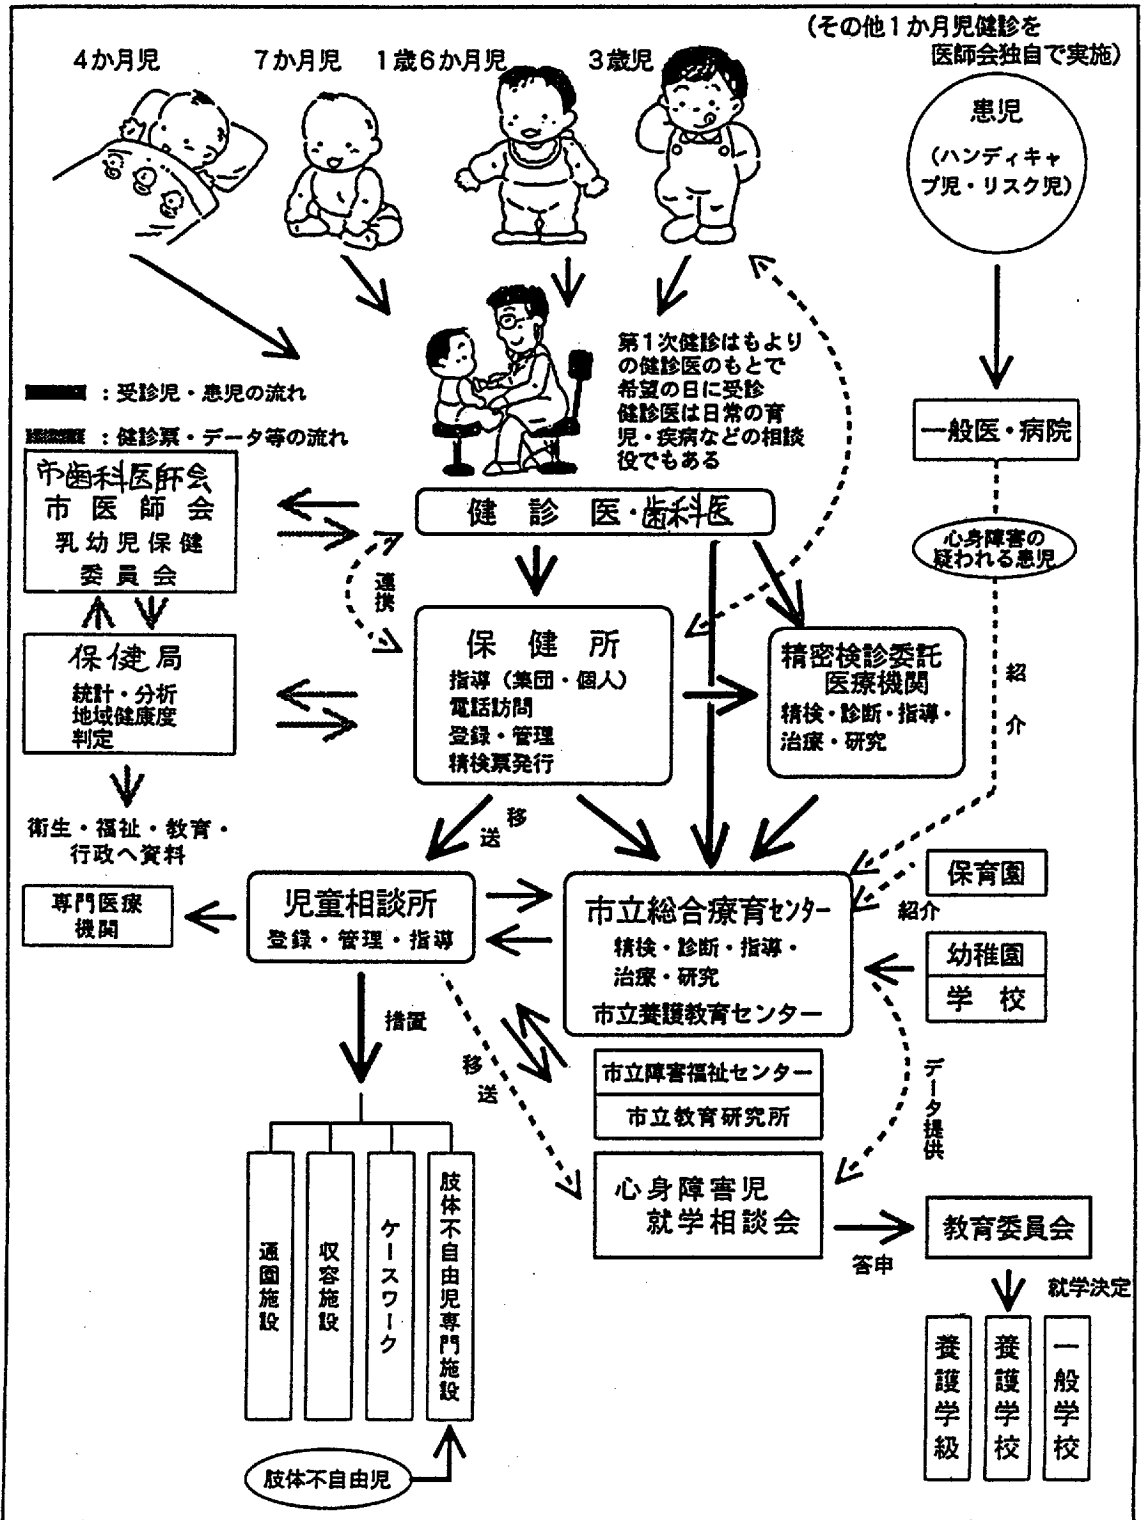 （その他１か月児健診を
医師会独自で実施）
４か月児
７か月児
１歳６か月児
３歳児
患児
（ハンディキャ
プ児・リスク児）
第１次健診はもより
の健診医のもとで
希望の日に受診
健診医は日常の育
児・疾病などの相談
役でもある
：受診児・患児の流れ
：健診票・データ等の流れ
一般医・病院
市歯科医師会
市医師会
乳幼児保健
委員会
健診医・歯科医
心身障害の
疑われる患児
連携
保健局
統計・分析
地域健康度
判定
保健所
指導（集団・個人）
電話訪問
登録・管理
精検票発行
精密検診委託
医療機関
精検・診断・指導・
治療・研究
紹介
衛生・福祉・教育・
行政へ資料
移送
専門医療
機関
児童相談所
登録・管理・指導
市立総合療育センター
精検・診断・指導・
治療・研究
市立養護教育センター
保育園
紹介
幼稚園
学校
措置
移送
市立障害福祉センター
市立教育研究所
データ提供
心身障害児
就学相談会
答申
教育委員会
就学決定
通園施設
収容施設
ケースワーク
肢体不自由児専門施設
養護学級
養護学校
一般学校
肢体不自由児